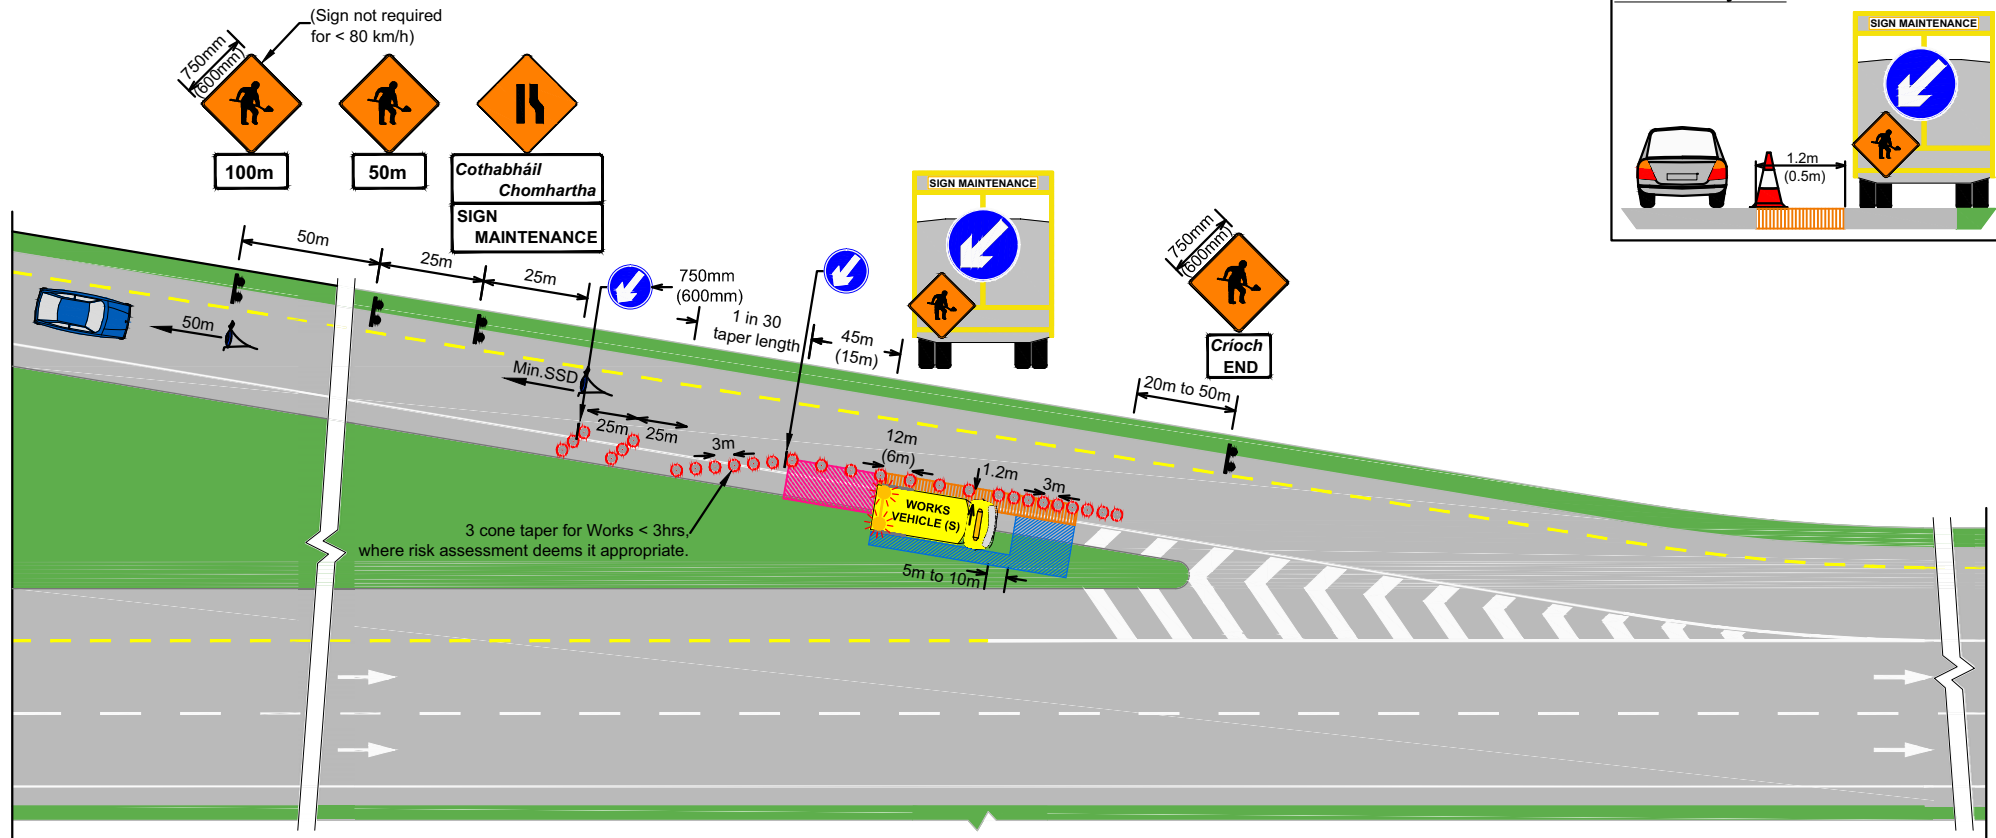 (Sign not required
for < 80 km/h)
750mm
(600mm)
100m
50m
Cothabháil
Chomhartha
SIGN
MAINTENANCE
SIGN MAINTENANCE
1.2m
(0.5m)
SIGN MAINTENANCE
750mm
(600mm)
Críoch
END
50m
25m
25m
750mm
(600mm)
1 in 30
taper length
45m
(15m)
20m to 50m
50m
Min.SSD
25m
25m
3m
12m
(6m)
1.2m
3m
WORKS
VEHICLE (S)
3 cone taper for Works < 3hrs,
where risk assessment deems it appropriate.
5m to 10m